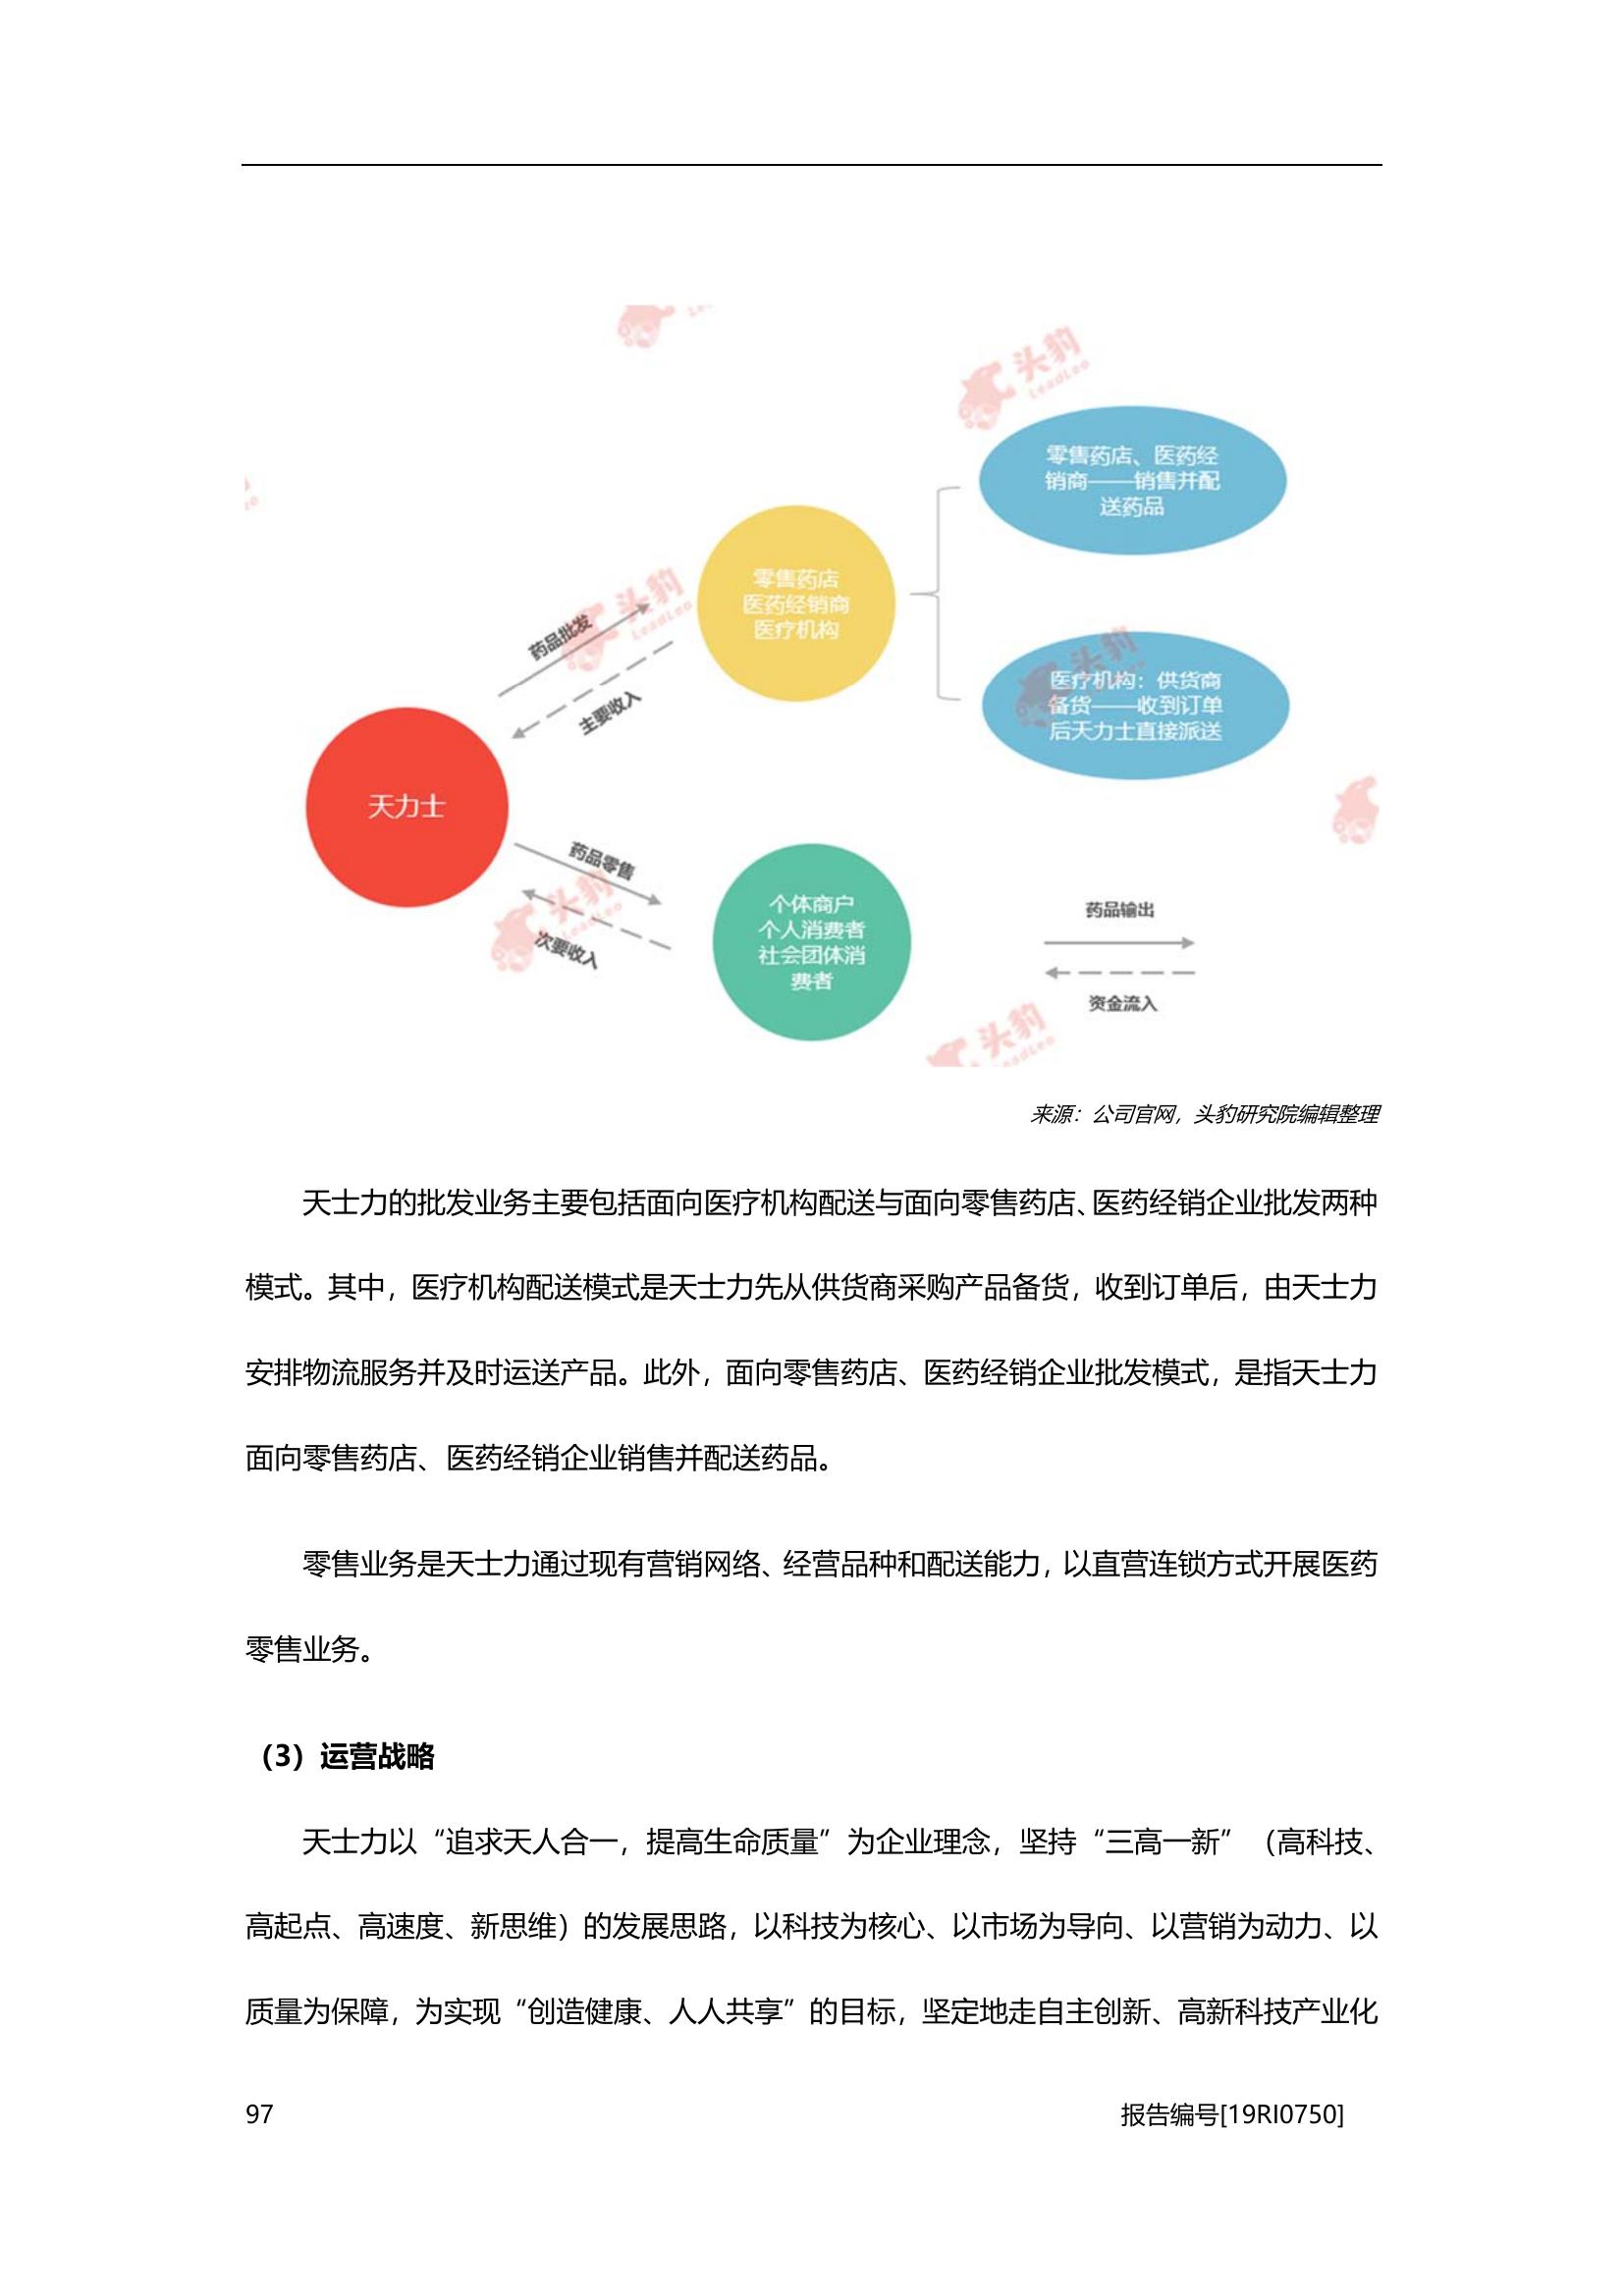 头豹
LeadLeo
零售药店、医药经
销商——销售并配
送药品
零售药店
医药经销商
医疗机构
头豹
LeadLeo
药品批发
主要收入
头豹
医疗机构：供货商
备货——收到订单
后天力士直接派送
天力士
药品零售
次要收入
头豹
个体商户
个人消费者
社会团体消
费者
药品输出
资金流入
头豹
LeadLeo
来源：公司官网，头豹研究院编辑整理
天士力的批发业务主要包括面向医疗机构配送与面向零售药店、医药经销企业批发两种
模式。其中，医疗机构配送模式是天士力先从供货商采购产品备货，收到订单后，由天士力
安排物流服务并及时运送产品。此外，面向零售药店、医药经销企业批发模式，是指天士力
面向零售药店、医药经销企业销售并配送药品。
零售业务是天士力通过现有营销网络、经营品种和配送能力，以直营连锁方式开展医药
零售业务。
（3）运营战略
天士力以“追求天人合一，提高生命质量”为企业理念，坚持“三高一新”（高科技、
高起点、高速度、新思维）的发展思路，以科技为核心、以市场为导向、以营销为动力、以
质量为保障，为实现“创造健康、人人共享”的目标，坚定地走自主创新、高新科技产业化
97
报告编号[19RI0750]